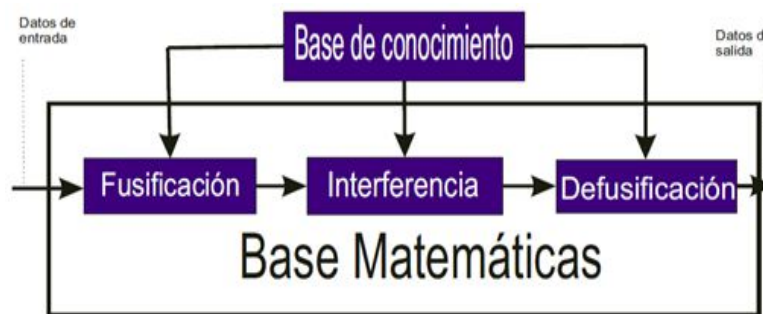 Datos de
entrada
Base de conocimiento
Datos d
salida
Fusificación
Interferencia
Defusificación
Base Matemáticas